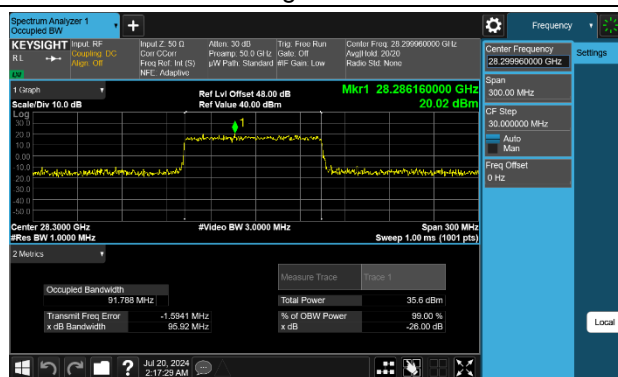 Spectrum Analyzer 1
Occupied BW
+
Frequency
KEYSIGHT
Input: RF
Coupling: DC
Align: Off
Input Z: 50 Ω
Corr CCorr
Freq Ref: Int (S)
NFE: Adaptive
Atten: 30 dB
Preamp: 50.0 GHz
µW Path: Standard
Trig: Free Run
Gate: Off
#IF Gain: Low
Center Freq: 28.299960000 GHz
Avg|Hold: 20/20
Radio Std: None
R L
Center Frequency
28.299960000 GHz
Settings
Span
300.00 MHz
CF Step
30.000000 MHz
Auto
Man
Freq Offset
0 Hz
Local
1 Graph
Scale/Div 10.0 dB
Ref Lvl Offset 48.00 dB
Ref Value 40.00 dBm
Mkr1 28.286160000 GHz
20.02 dBm
Log
30.0
20.0
10.0
0.00
-10.0
-20.0
-30.0
-40.0
-50.0
1
Center 28.3000 GHz
#Res BW 1.0000 MHz
#Video BW 3.0000 MHz
Span 300 MHz
Sweep 1.00 ms (1001 pts)
2 Metrics
Measure Trace
Trace 1
Occupied Bandwidth
91.788 MHz
Total Power
35.6 dBm
Transmit Freq Error
-1.5941 MHz
% of OBW Power
99.00 %
x dB Bandwidth
95.92 MHz
x dB
-26.00 dB
?
Jul 20, 2024
2:17:29 AM